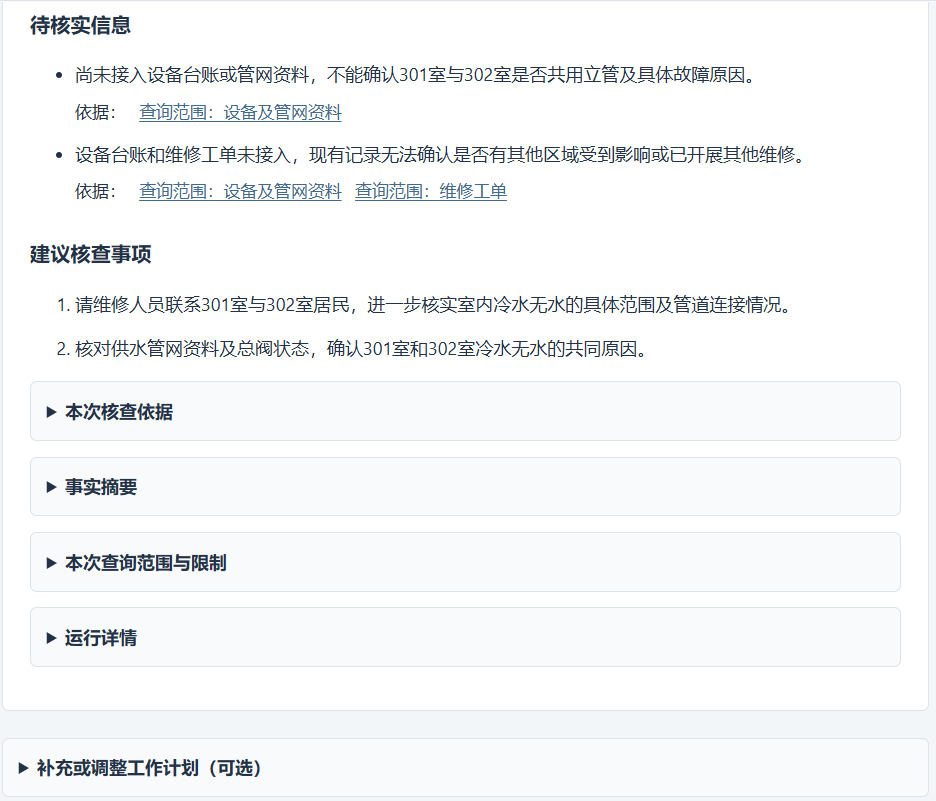 待核实信息
• 尚未接入设备台账或管网资料，不能确认301室与302室是否共用立管及具体故障原因。
依据： 查询范围：设备及管网资料
• 设备台账和维修工单未接入，现有记录无法确认是否有其他区域受到影响或已开展其他维修。
依据： 查询范围：设备及管网资料 查询范围：维修工单
建议核查事项
1. 请维修人员联系301室与302室居民，进一步核实室内冷水无水的具体范围及管道连接情况。
2. 核对供水管网资料及总阀状态，确认301室和302室冷水无水的共同原因。
▶ 本次核查依据
▶ 事实摘要
▶ 本次查询范围与限制
▶ 运行详情
▶ 补充或调整工作计划（可选）